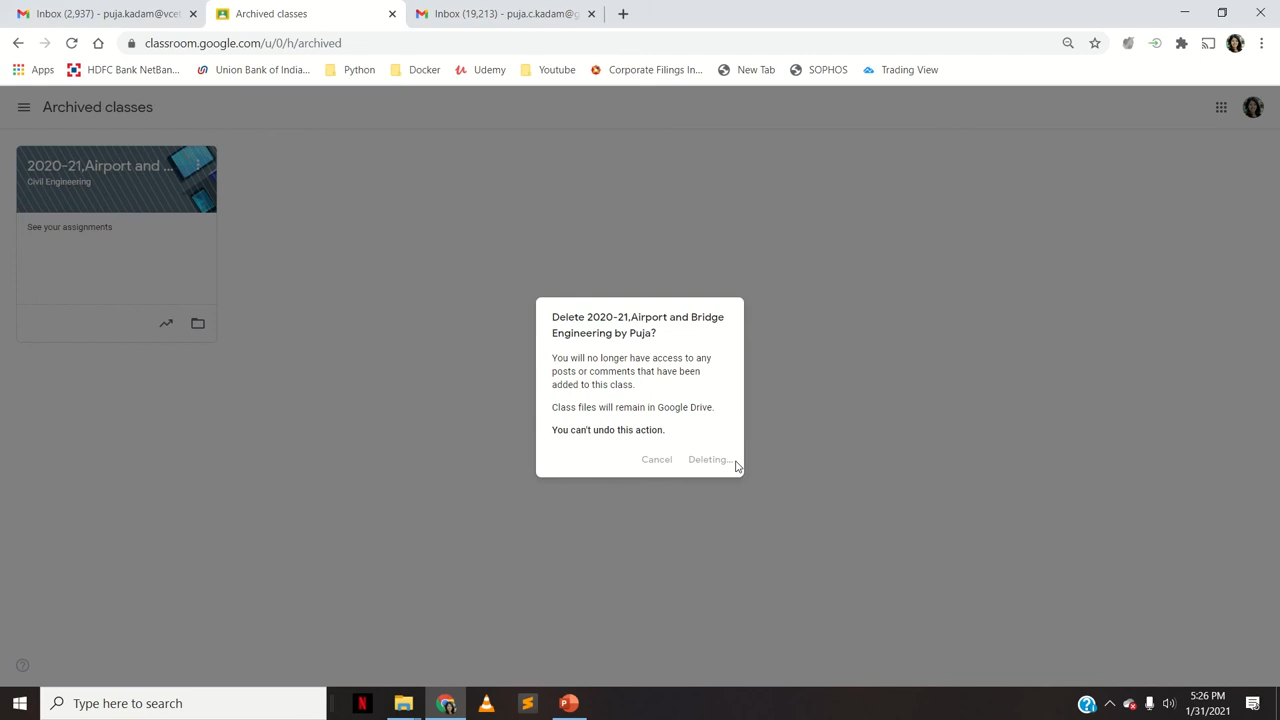 Inbox (2,937) - puja.kadam@vcet
Archived classes
Inbox (19,213) - puja.c.kadam@g
classroom.google.com/u/0/h/archived
Apps
HDFC Bank NetBan...
Union Bank of India...
Python
Docker
Udemy
Youtube
Corporate Filings In...
New Tab
SOPHOS
Trading View
Archived classes
2020-21,Airport and ...
Civil Engineering
See your assignments
Delete 2020-21,Airport and Bridge
Engineering by Puja?
You will no longer have access to any
posts or comments that have been
added to this class.
Class files will remain in Google Drive.
You can't undo this action.
Cancel
Deleting...
Type here to search
5:26 PM
1/31/2021